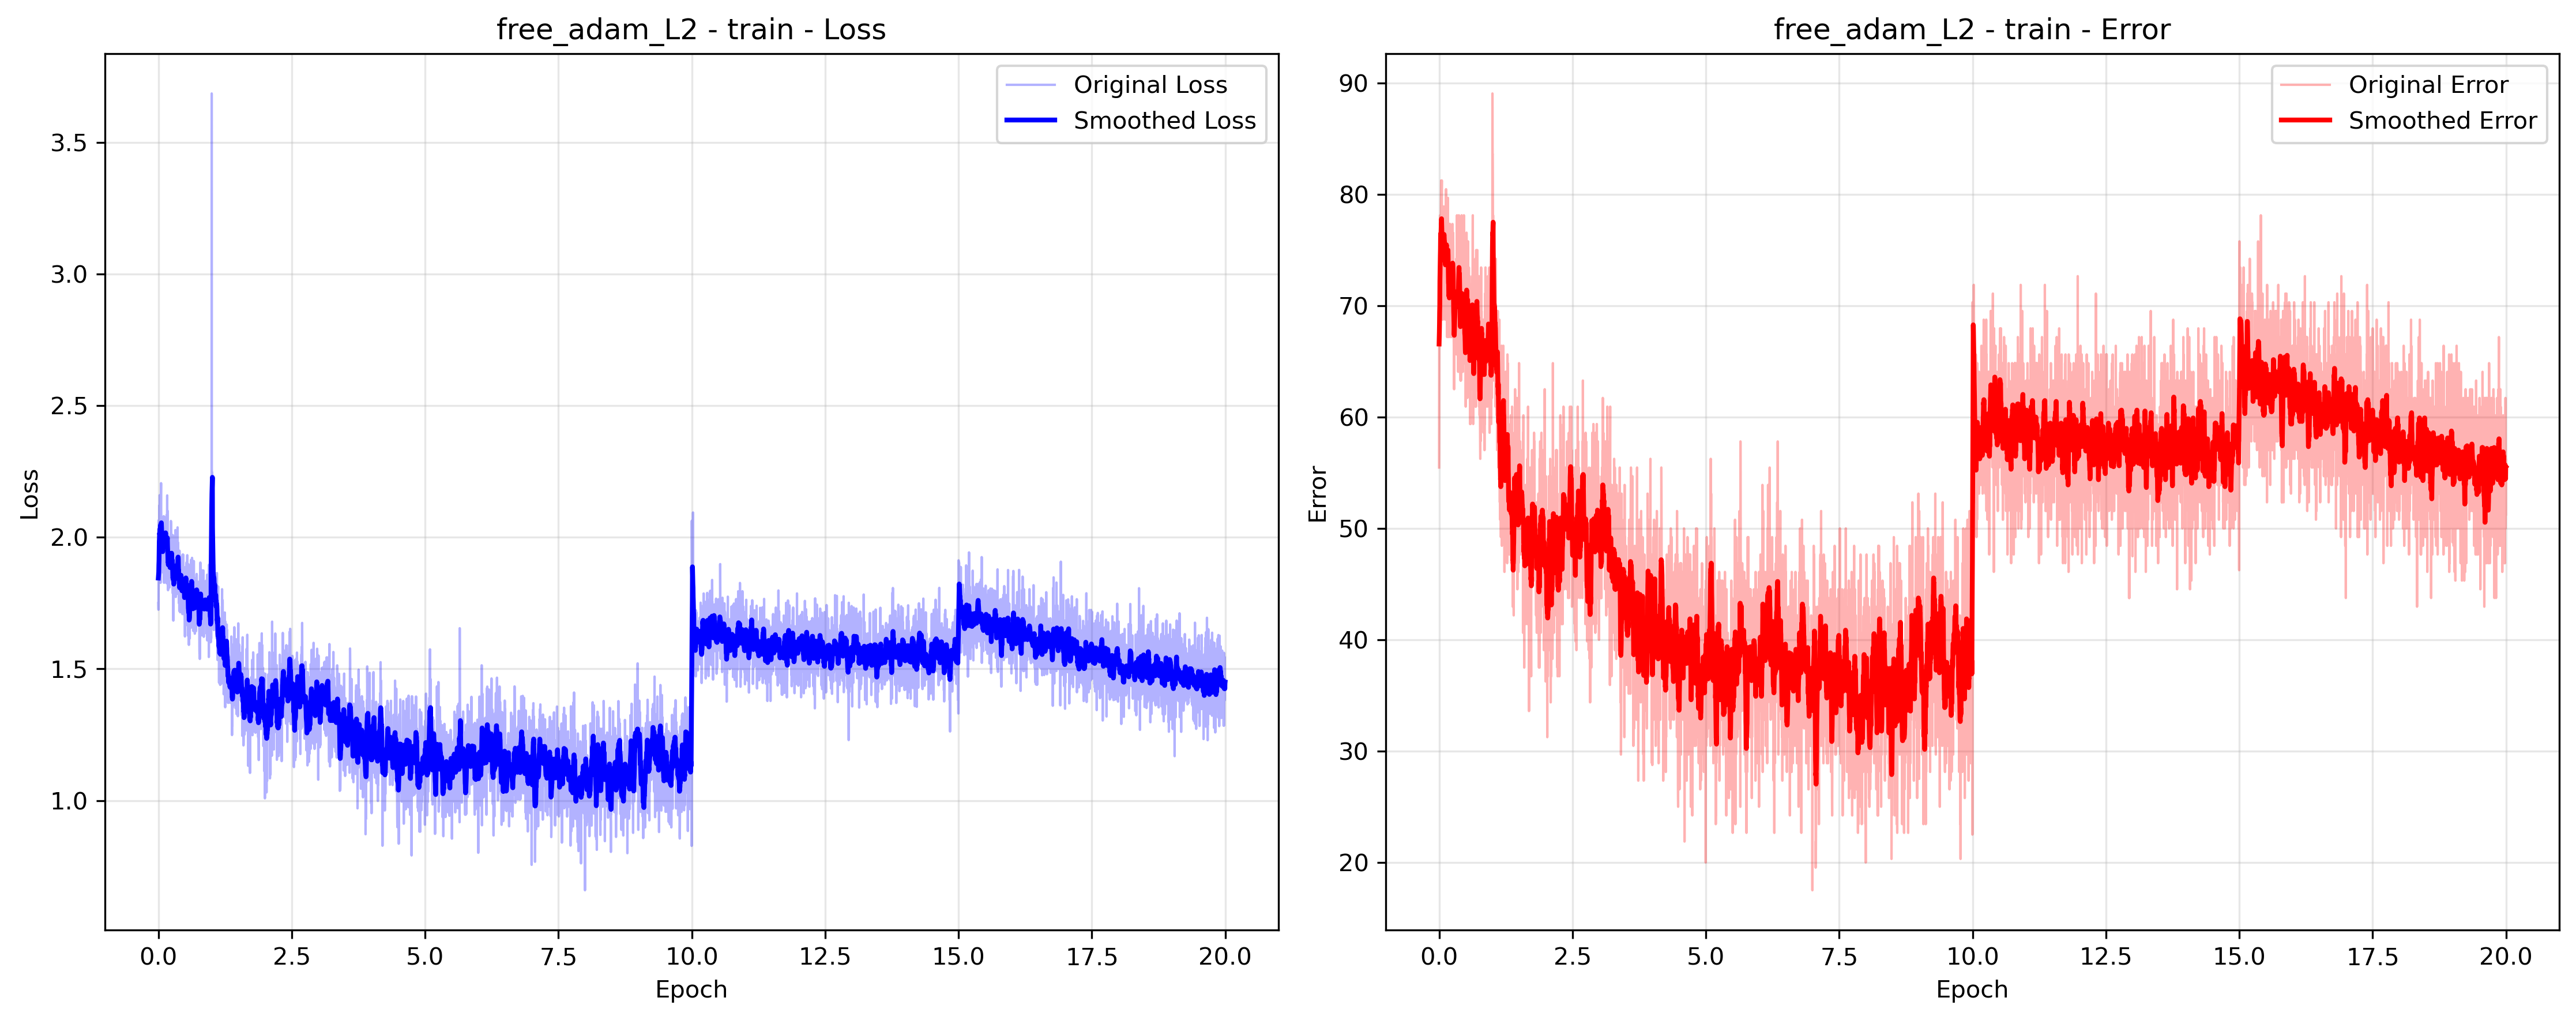 free_adam_L2 - train - Loss
Original Loss
Smoothed Loss
Loss
3.5
3.0
2.5
2.0
1.5
1.0
0.0 2.5 5.0 7.5 10.0 12.5 15.0 17.5 20.0
Epoch
free_adam_L2 - train - Error
Original Error
Smoothed Error
Error
90
80
70
60
50
40
30
20
0.0 2.5 5.0 7.5 10.0 12.5 15.0 17.5 20.0
Epoch